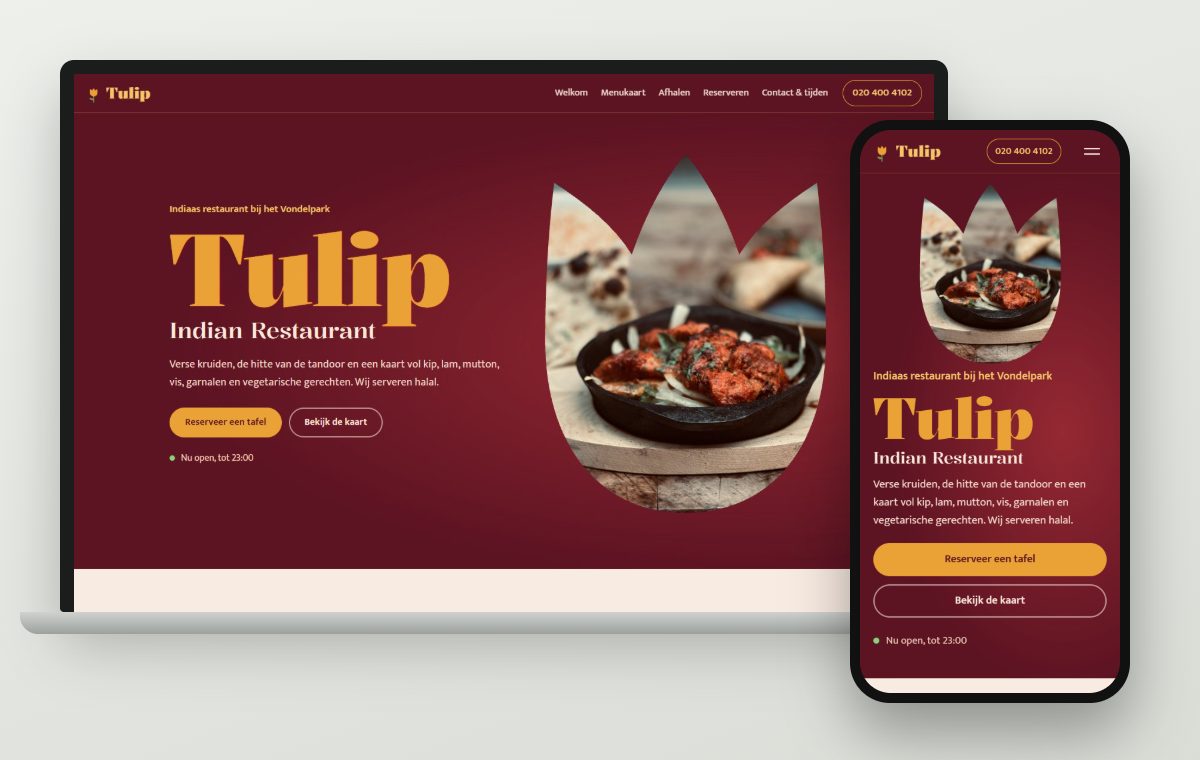 Tulip
Welkom Menukaart Afhalen Reserveren Contact & tijden 020 400 4102
Indiaas restaurant bij het Vondelpark
Tulip
Indian Restaurant
Verse kruiden, de hitte van de tandoor en een kaart vol kip, lam, mutton,
vis, garnalen en vegetarische gerechten. Wij serveren halal.
Reserveer een tafel Bekijk de kaart
Nu open, tot 23:00
Tulip 020 400 4102
Indiaas restaurant bij het Vondelpark
Tulip
Indian Restaurant
Verse kruiden, de hitte van de tandoor en een
kaart vol kip, lam, mutton, vis, garnalen en
vegetarische gerechten. Wij serveren halal.
Reserveer een tafel
Bekijk de kaart
Nu open, tot 23:00